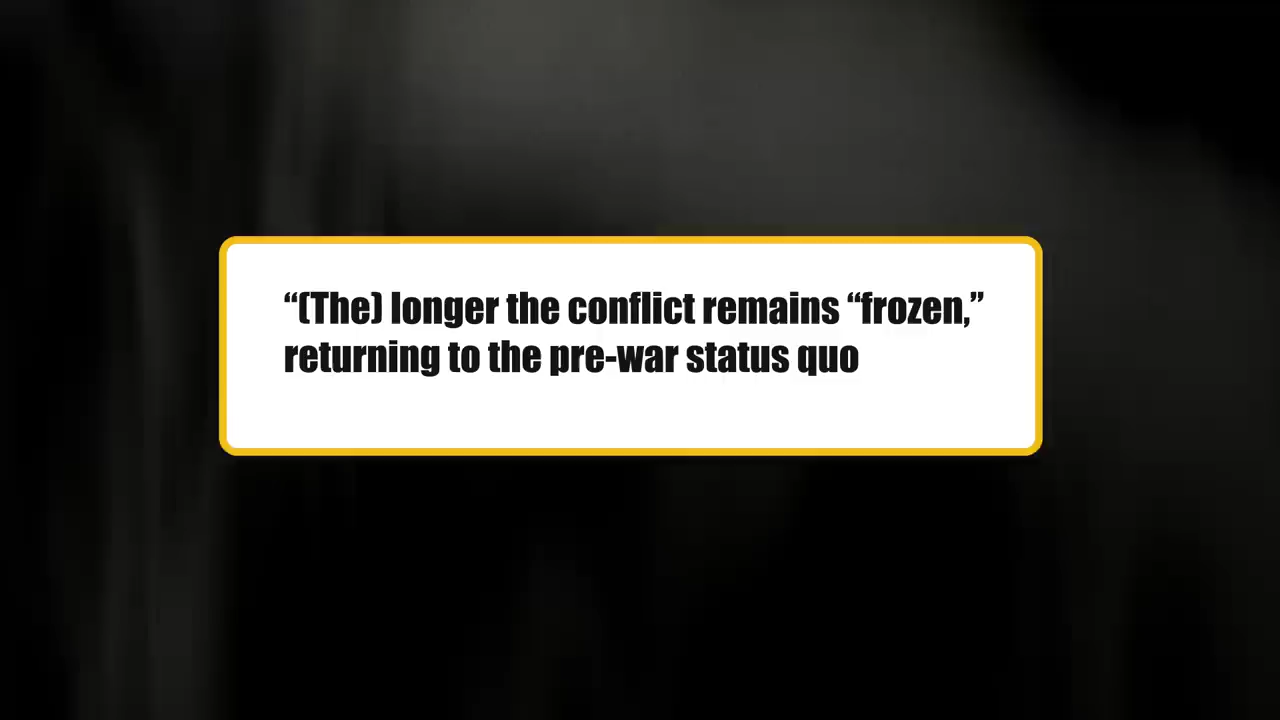 “(The) longer the conflict remains “frozen,”
returning to the pre-war status quo